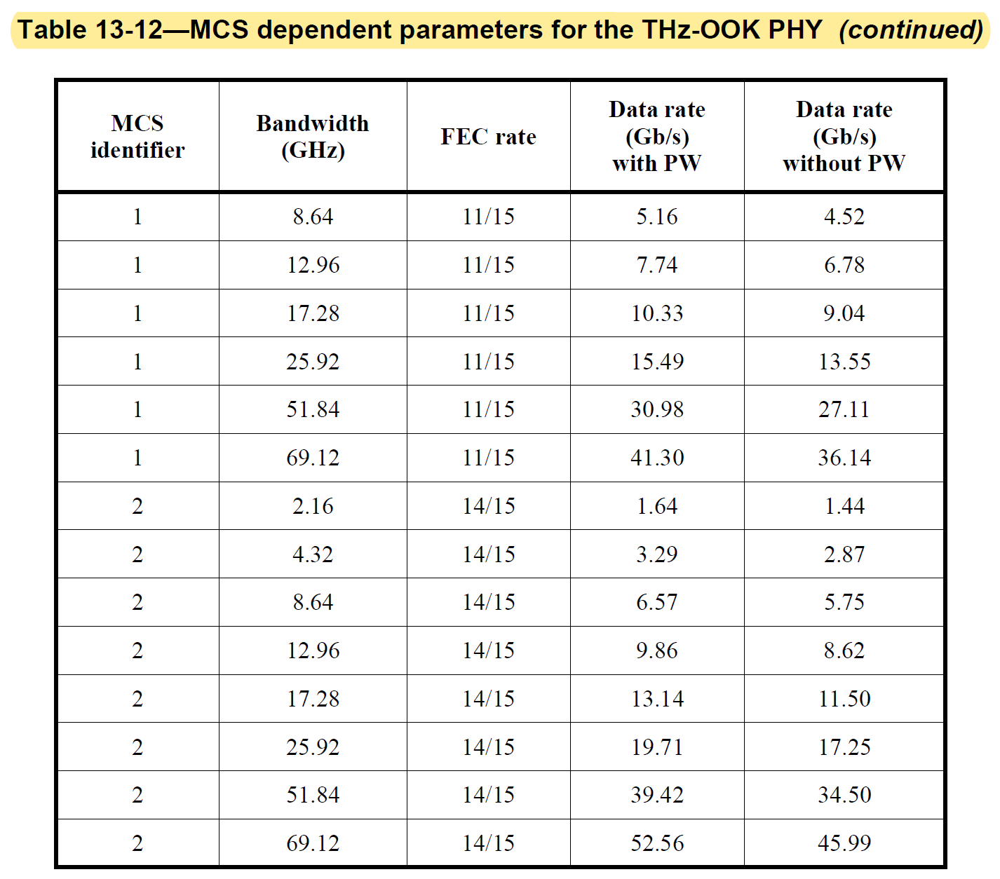 Table 13-12—MCS dependent parameters for the THz-OOK PHY (continued)
MCS identifier Bandwidth (GHz) FEC rate Data rate (Gb/s) with PW Data rate (Gb/s) without PW
1 8.64 11/15 5.16 4.52
1 12.96 11/15 7.74 6.78
1 17.28 11/15 10.33 9.04
1 25.92 11/15 15.49 13.55
1 51.84 11/15 30.98 27.11
1 69.12 11/15 41.30 36.14
2 2.16 14/15 1.64 1.44
2 4.32 14/15 3.29 2.87
2 8.64 14/15 6.57 5.75
2 12.96 14/15 9.86 8.62
2 17.28 14/15 13.14 11.50
2 25.92 14/15 19.71 17.25
2 51.84 14/15 39.42 34.50
2 69.12 14/15 52.56 45.99